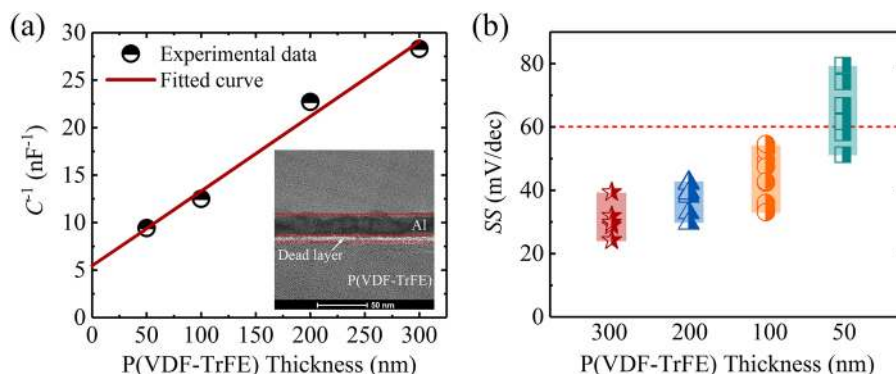 (a)
30
25
20
15
10
5
0
C⁻¹ (nF⁻¹)
Experimental data
Fitted curve
Al
Dead layer
P(VDF-TrFE)
50 nm
0 50 100 150 200 250 300
P(VDF-TrFE) Thickness (nm)
(b)
80
60
40
20
0
SS (mV/dec)
300 200 100 50
P(VDF-TrFE) Thickness (nm)